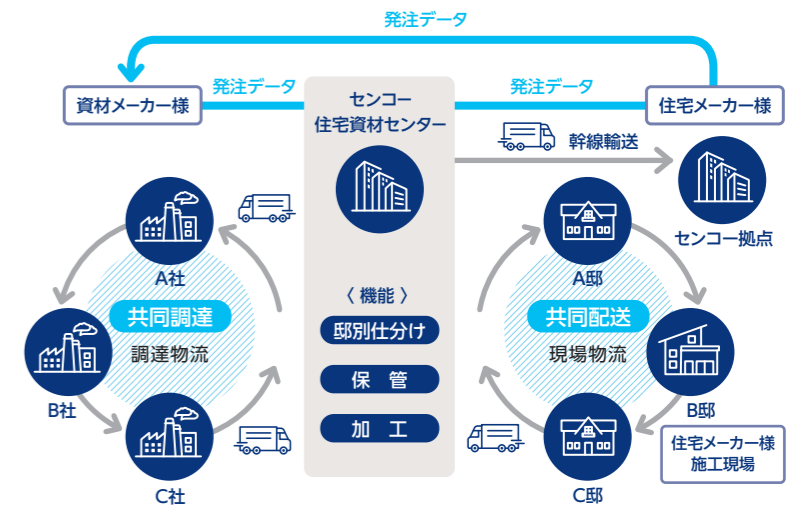 発注データ
資材メーカー様
発注データ
センコー
住宅資材センター
発注データ
住宅メーカー様
幹線輸送
センコー拠点
A社
共同調達
調達物流
B社
C社
〈 機能 〉
邸別仕分け
保 管
加 工
A邸
共同配送
現場物流
B邸
住宅メーカー様
施工現場
C邸